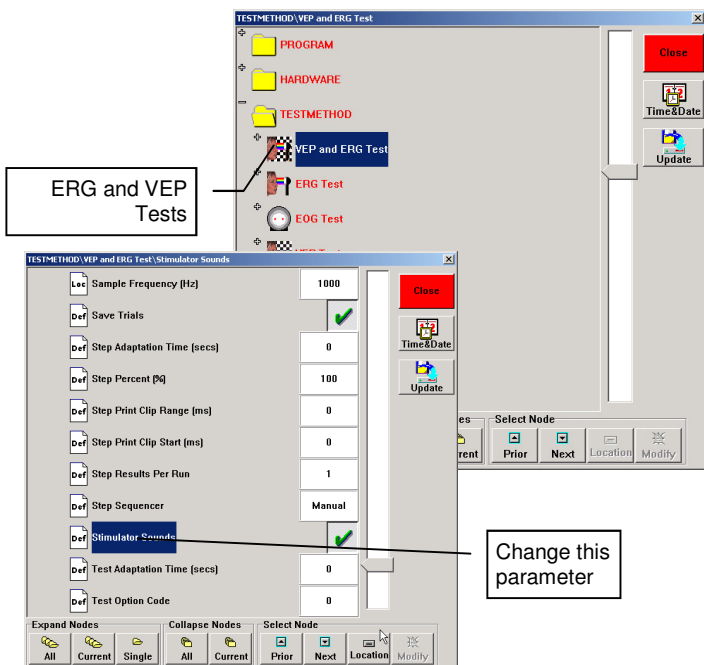 TESTMETHOD\VEP and ERG Test
PROGRAM
HARDWARE
TESTMETHOD
VEP and ERG Test
ERG Test
EOG Test
Close
Time&Date
Update
ERG and VEP
Tests
TESTMETHOD\VEP and ERG Test\Stimulator Sounds
Loc Sample Frequency (Hz) 1000
Def Save Trials
Def Step Adaptation Time (secs) 0
Def Step Percent (%) 100
Def Step Print Clip Range (ms) 0
Def Step Print Clip Start (ms) 0
Def Step Results Per Run 1
Def Step Sequencer Manual
Def Stimulator Sounds
Def Test Adaptation Time (secs) 0
Def Test Option Code 0
Close
Time&Date
Update
Expand Nodes Collapse Nodes Select Node
All Current Single All Current Prior Next Location Modify
es Select Node
rent Prior Next Location Modify
Change this
parameter